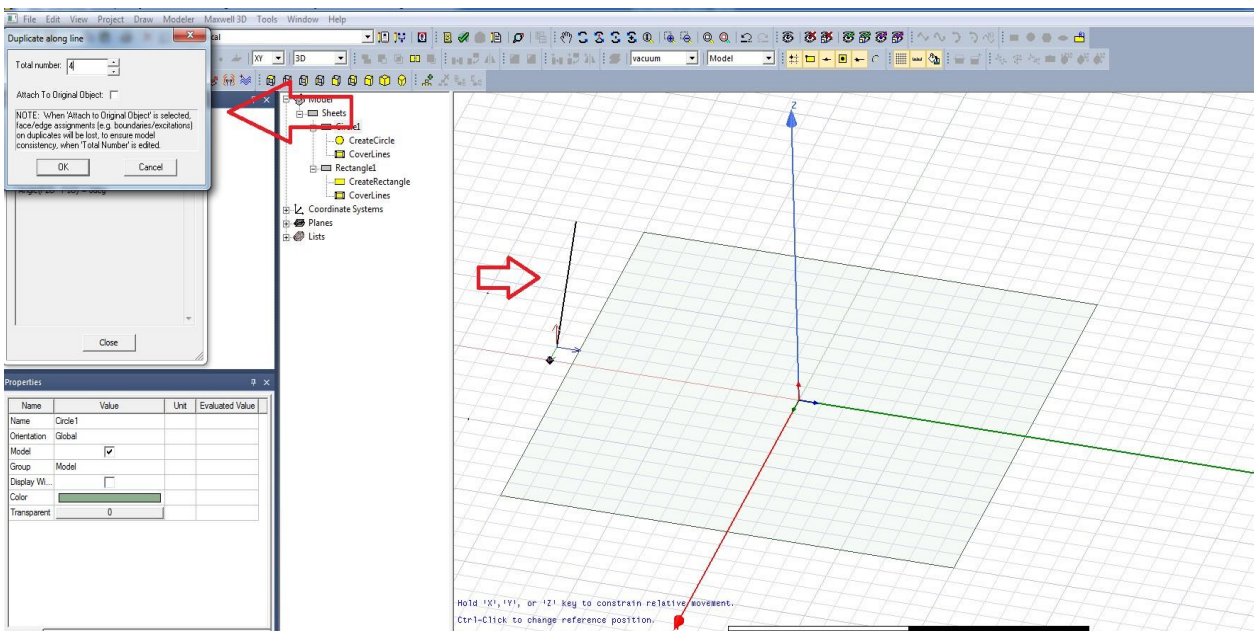 File Edit View Project Draw Modeler Maxwell 3D Tools Window Help
Duplicate along line
Total number: 4
Attach To Original Object:
NOTE: When 'Attach to Original Object' is selected,
face/edge assignments (e.g. boundaries/excitations)
on duplicates will be lost, to ensure model
consistency, when 'Total Number' is edited.
OK Cancel
XY 3D vacuum Model
Model
Sheets
CreateCircle
CoverLines
Rectangle1
CreateRectangle
CoverLines
Coordinate Systems
Planes
Lists
Close
Z
Properties
Name Value Unit Evaluated Value
Name Circle1
Orientation Global
Model
Group Model
Display Wi...
Color
Transparent 0
Hold 'X','Y', or 'Z' key to constrain relative movement.
Ctrl-Click to change reference position.